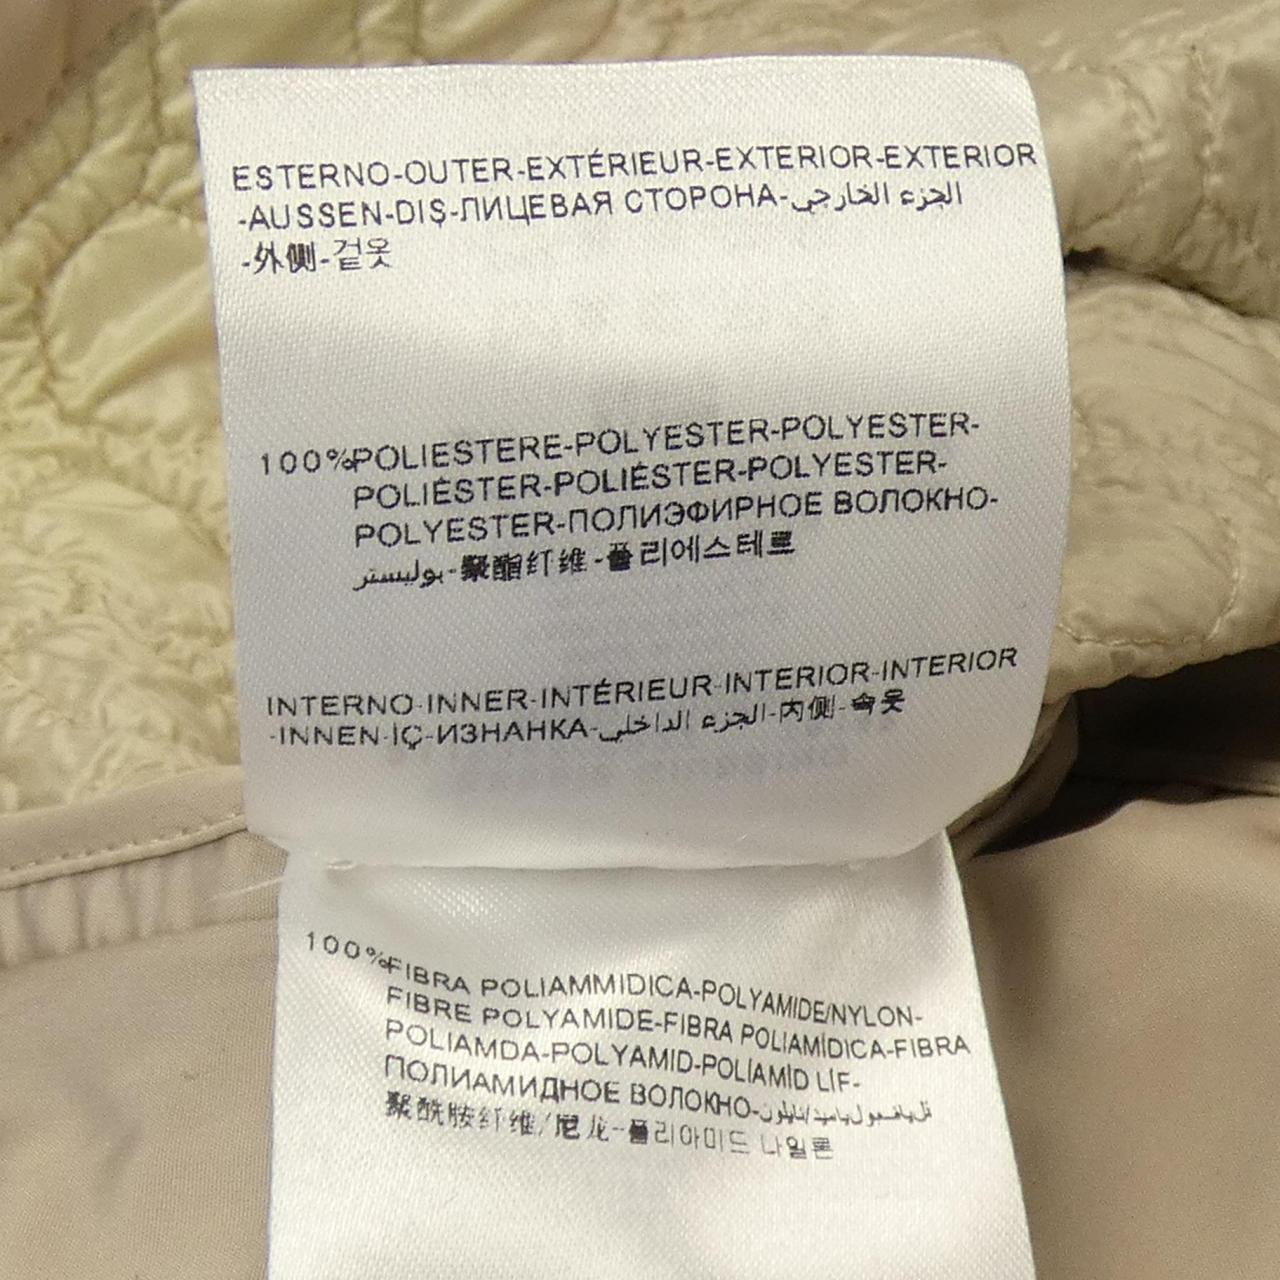 ESTERNO-OUTER-EXTÉRIEUR-EXTERIOR-EXTERIOR
-AUSSEN-DIŞ-ЛИЦЕВАЯ СТОРОНА-الجزء الخارجي
-外侧-겉옷
100%POLIESTERE-POLYESTER-POLYESTER-
POLIÉSTER-POLIÉSTER-POLYESTER-
POLYESTER-ПОЛИЭФИРНОЕ ВОЛОКНО-
بوليستر-聚酯纤维-폴리에스테르
INTERNO-INNER-INTÉRIEUR-INTERIOR-INTERIOR
-INNEN-İÇ-ИЗНАНКА-الجزء الداخلي-内侧-속옷
100%FIBRA POLIAMMIDICA-POLYAMIDE/NYLON-
FIBRE POLYAMIDE-FIBRA POLIAMÍDICA-FIBRA
POLIAMDA-POLYAMID-POLİAMİD LİF-
ПОЛИАМИДНОЕ ВОЛОКНО-
聚酰胺纤维/尼龙-폴리아미드 나일론